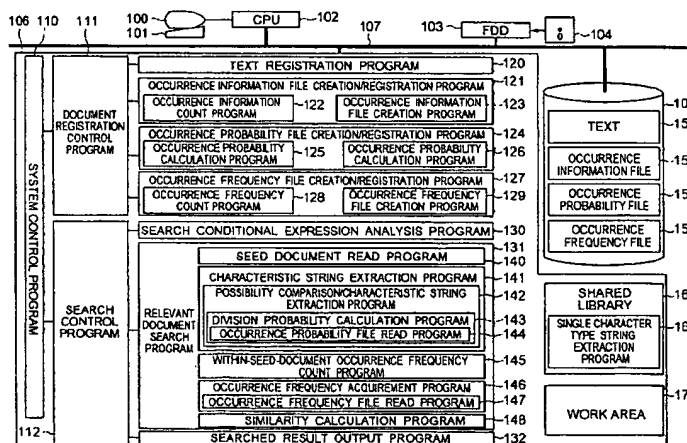 100
101
CPU
102
103
FDD
104
106
110
111
107
SYSTEM CONTROL PROGRAM
DOCUMENT REGISTRATION CONTROL PROGRAM
TEXT REGISTRATION PROGRAM
120
121
OCCURRENCE INFORMATION FILE CREATION/REGISTRATION PROGRAM
OCCURRENCE INFORMATION COUNT PROGRAM
122
OCCURRENCE INFORMATION FILE CREATION PROGRAM
123
OCCURRENCE PROBABILITY FILE CREATION/REGISTRATION PROGRAM
124
OCCURRENCE PROBABILITY CALCULATION PROGRAM
125
OCCURRENCE PROBABILITY CALCULATION PROGRAM
126
OCCURRENCE FREQUENCY FILE CREATION/REGISTRATION PROGRAM
127
OCCURRENCE FREQUENCY COUNT PROGRAM
128
OCCURRENCE FREQUENCY FILE CREATION PROGRAM
129
SEARCH CONTROL PROGRAM
112
SEARCH CONDITIONAL EXPRESSION ANALYSIS PROGRAM
130
131
RELEVANT DOCUMENT SEARCH PROGRAM
SEED DOCUMENT READ PROGRAM
140
CHARACTERISTIC STRING EXTRACTION PROGRAM
141
POSSIBILITY COMPARISON/CHARACTERISTIC STRING EXTRACTION PROGRAM
142
DIVISION PROBABILITY CALCULATION PROGRAM
143
OCCURRENCE PROBABILITY FILE READ PROGRAM
144
WITHIN-SEED-DOCUMENT OCCURRENCE FREQUENCY COUNT PROGRAM
145
OCCURRENCE FREQUENCY ACQUIREMENT PROGRAM
146
OCCURRENCE FREQUENCY FILE READ PROGRAM
147
SIMILARITY CALCULATION PROGRAM
148
SEARCHED RESULT OUTPUT PROGRAM
132
TEXT
OCCURRENCE INFORMATION FILE
OCCURRENCE PROBABILITY FILE
OCCURRENCE FREQUENCY FILE
SHARED LIBRARY
SINGLE CHARACTER TYPE STRING EXTRACTION PROGRAM
WORK AREA